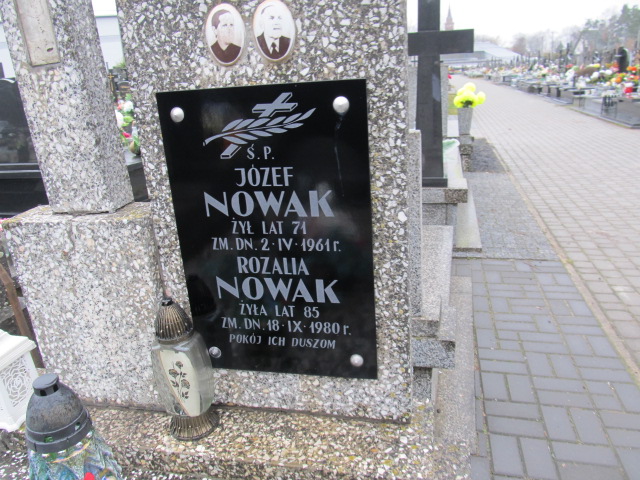 Ś.P.
JÓZEF
NOWAK
ŻYŁ LAT 71
ZM. DN. 2·IV·1961 r.
ROZALIA
NOWAK
ŻYŁA LAT 85
ZM. DN. 18·IX·1980 r.
POKÓJ ICH DUSZOM